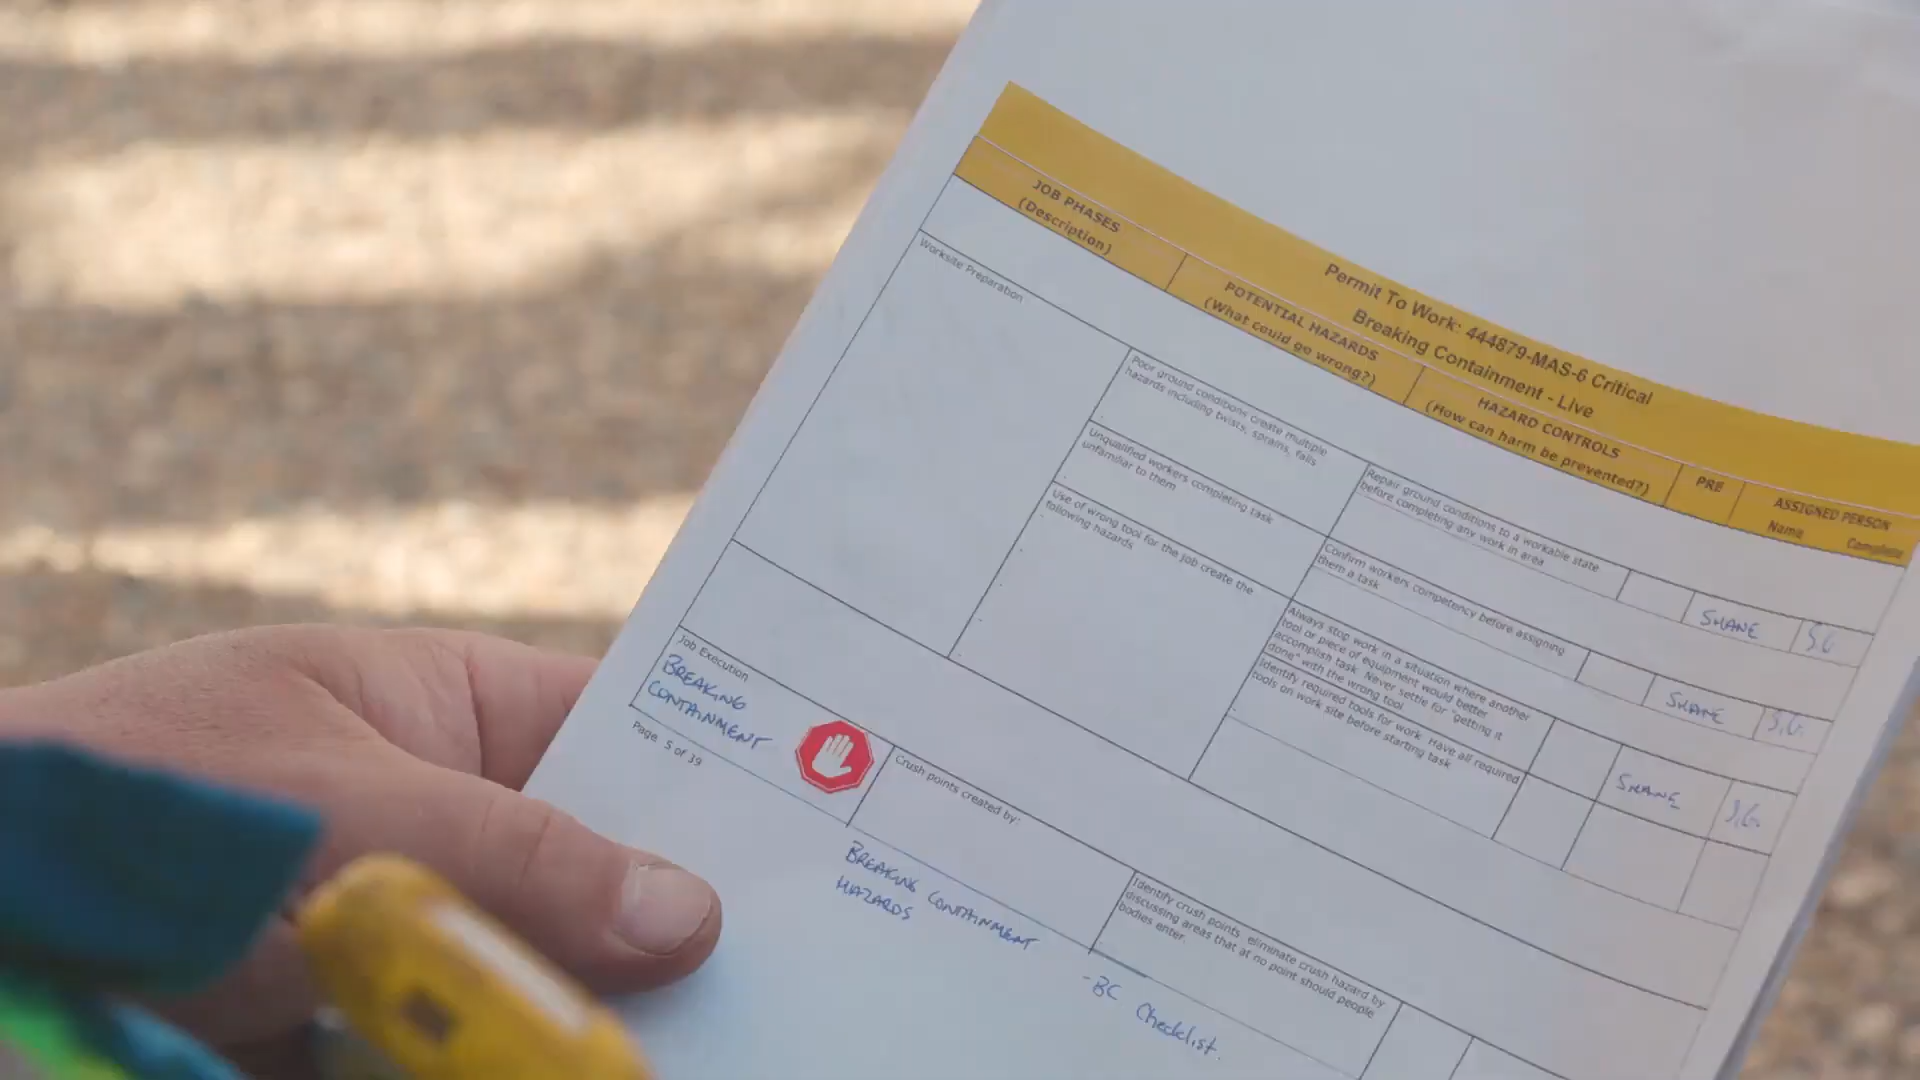 Permit To Work: 444879-MAS-6 Critical
Breaking Containment - Live
JOB PHASES
(Description)
POTENTIAL HAZARDS
(What could go wrong?)
HAZARD CONTROLS
(How can harm be prevented?)
PRE
ASSIGNED PERSON
Name Complete
Worksite Preparation
Poor ground conditions create multiple
hazards including twists, sprains, falls
Repair ground conditions to a workable state
before completing any work in area
SHANE S.G.
Unqualified workers completing task
unfamiliar to them
Confirm workers competency before assigning
them a task
SHANE S.G.
Use of wrong tool for the job create the
following hazards
Always stop work in a situation where another
tool or piece of equipment would better
accomplish task. Never settle for "getting it
done" with the wrong tool
SHANE S.G.
Identify required tools for work. Have all required
tools on work site before starting task
Job Execution
BREAKING
CONTAINMENT
Crush points created by:
Identify crush points, eliminate crush hazard by
discussing areas that at no point should people
bodies enter.
BREAKING CONTAINMENT
HAZARDS
- BC Checklist.
Page 5 of 39